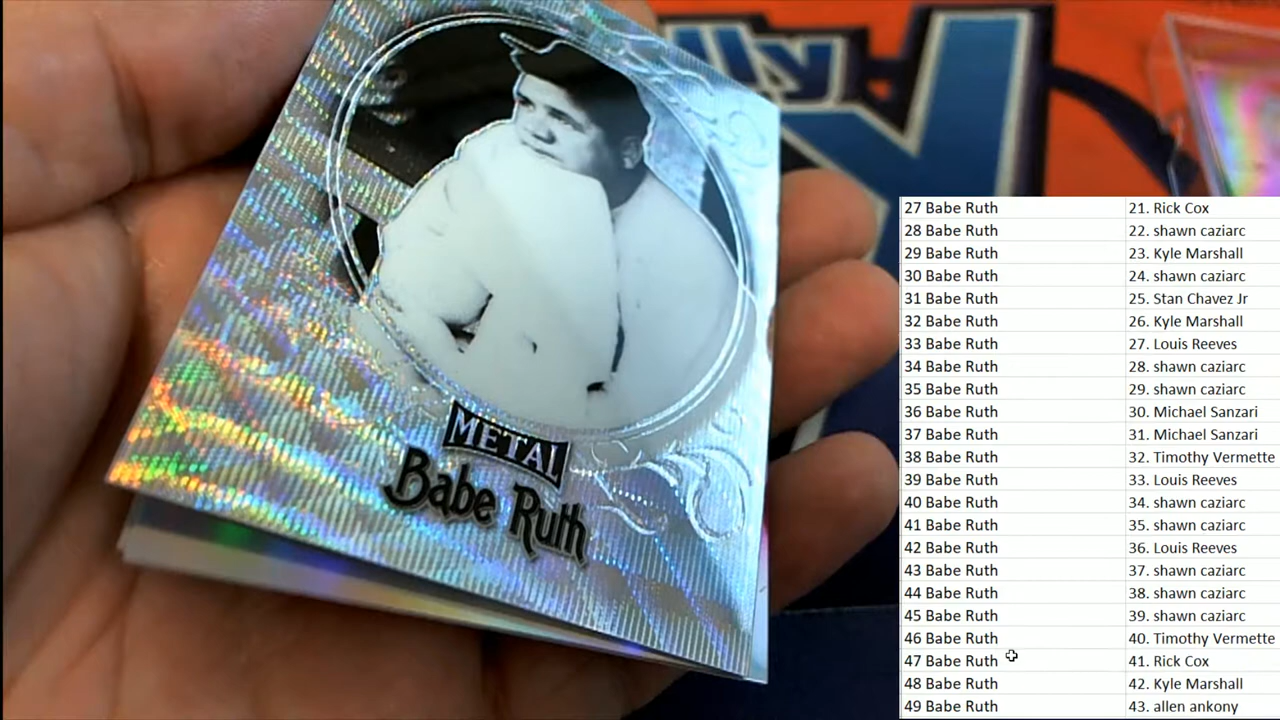 lly
METAL
Babe Ruth
27 Babe Ruth 21. Rick Cox
28 Babe Ruth 22. shawn caziarc
29 Babe Ruth 23. Kyle Marshall
30 Babe Ruth 24. shawn caziarc
31 Babe Ruth 25. Stan Chavez Jr
32 Babe Ruth 26. Kyle Marshall
33 Babe Ruth 27. Louis Reeves
34 Babe Ruth 28. shawn caziarc
35 Babe Ruth 29. shawn caziarc
36 Babe Ruth 30. Michael Sanzari
37 Babe Ruth 31. Michael Sanzari
38 Babe Ruth 32. Timothy Vermette
39 Babe Ruth 33. Louis Reeves
40 Babe Ruth 34. shawn caziarc
41 Babe Ruth 35. shawn caziarc
42 Babe Ruth 36. Louis Reeves
43 Babe Ruth 37. shawn caziarc
44 Babe Ruth 38. shawn caziarc
45 Babe Ruth 39. shawn caziarc
46 Babe Ruth 40. Timothy Vermette
47 Babe Ruth 41. Rick Cox
48 Babe Ruth 42. Kyle Marshall
49 Babe Ruth 43. allen ankony